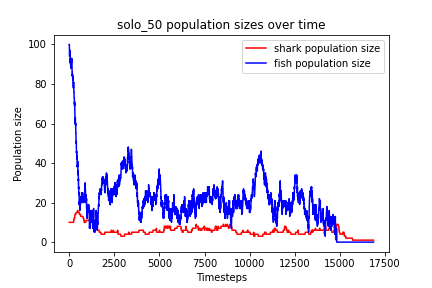 solo_50 population sizes over time
shark population size
fish population size
Population size
100
80
60
40
20
0
0
2500
5000
7500
10000
12500
15000
17500
Timesteps